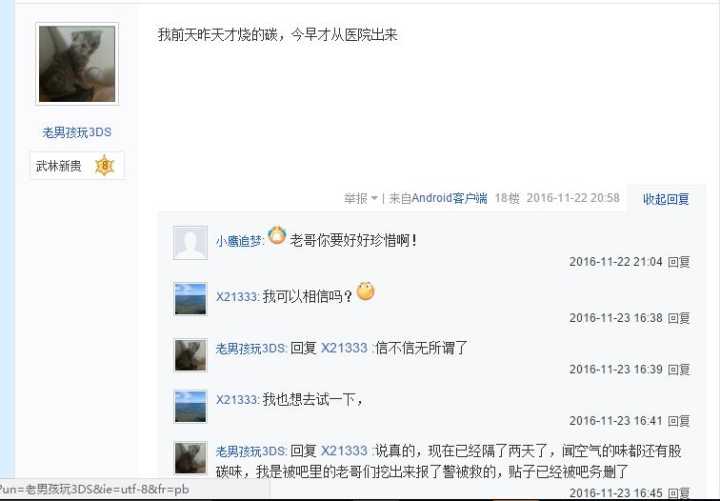 我前天昨天才烧的碳，今早才从医院出来
老男孩玩3DS
武林新贵 8
举报 | 来自Android客户端 18楼 2016-11-22 20:58 收起回复
小鹰追梦: 老哥你要好好珍惜啊！
2016-11-22 21:04 回复
X21333: 我可以相信吗？
2016-11-23 16:38 回复
老男孩玩3DS: 回复 X21333 :信不信无所谓了
2016-11-23 16:39 回复
X21333: 我也想去试一下，
2016-11-23 16:41 回复
老男孩玩3DS: 回复 X21333 :说真的，现在已经隔了两天了，闻空气的味都还有股
碳味，我是被吧里的老哥们挖出来报了警被救的，贴子已经被吧务删了
2016-11-23 16:45 回复
?un=老男孩玩3DS&ie=utf-8&fr=pb